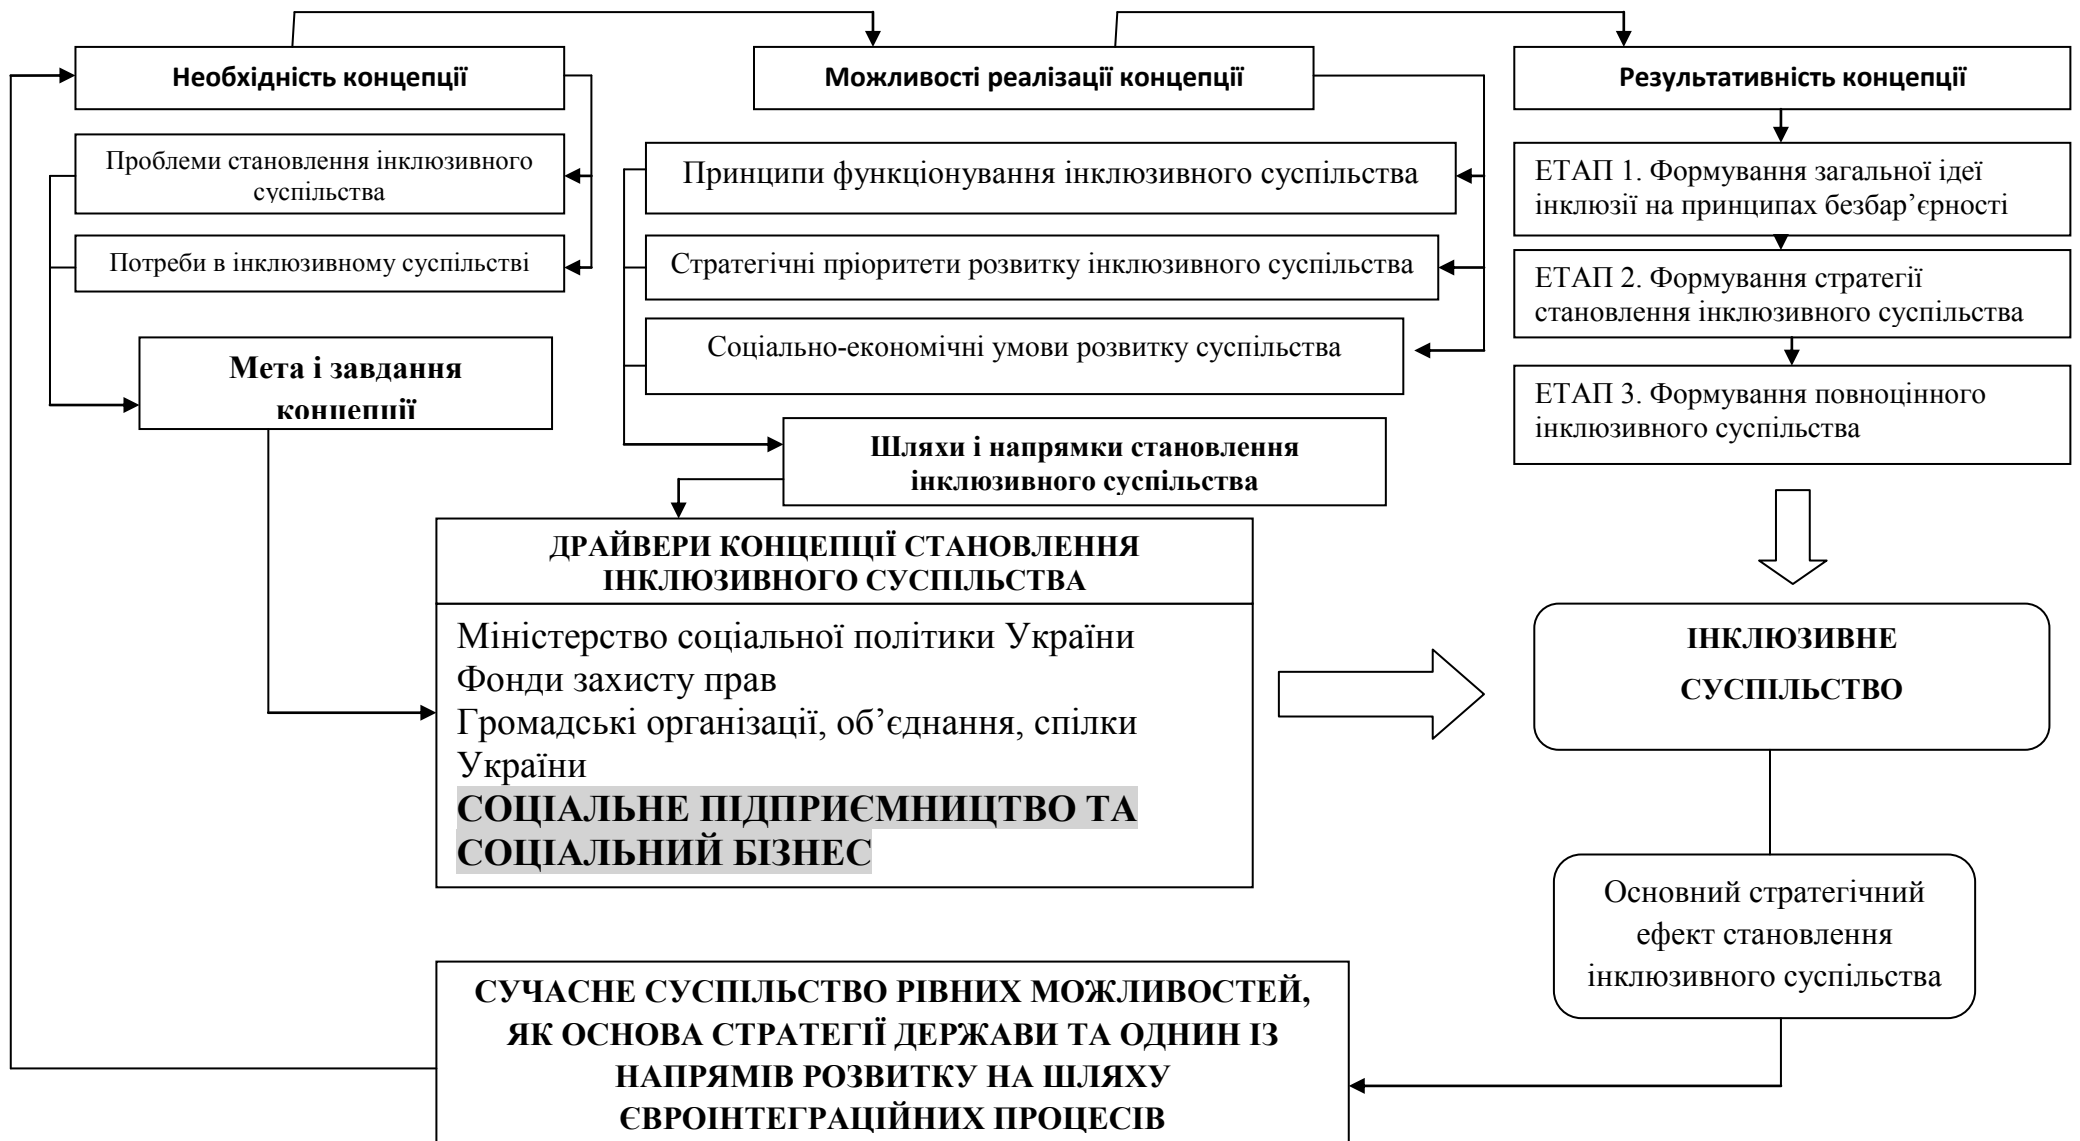 Необхідність концепції
Можливості реалізації концепції
Результативність концепції
Проблеми становлення інклюзивного
суспільства
Потреби в інклюзивному суспільстві
Мета і завдання
концепції
Принципи функціонування інклюзивного суспільства
Стратегічні пріоритети розвитку інклюзивного суспільства
Соціально-економічні умови розвитку суспільства
Шляхи і напрямки становлення
інклюзивного суспільства
ЕТАП 1. Формування загальної ідеї
інклюзії на принципах безбар’єрності
ЕТАП 2. Формування стратегії
становлення інклюзивного суспільства
ЕТАП 3. Формування повноцінного
інклюзивного суспільства
ДРАЙВЕРИ КОНЦЕПЦІЇ СТАНОВЛЕННЯ
ІНКЛЮЗИВНОГО СУСПІЛЬСТВА
Міністерство соціальної політики України
Фонди захисту прав
Громадські організації, об’єднання, спілки
України
СОЦІАЛЬНЕ ПІДПРИЄМНИЦТВО ТА
СОЦІАЛЬНИЙ БІЗНЕС
ІНКЛЮЗИВНЕ
СУСПІЛЬСТВО
Основний стратегічний
ефект становлення
інклюзивного суспільства
СУЧАСНЕ СУСПІЛЬСТВО РІВНИХ МОЖЛИВОСТЕЙ,
ЯК ОСНОВА СТРАТЕГІЇ ДЕРЖАВИ ТА ОДНИН ІЗ
НАПРЯМІВ РОЗВИТКУ НА ШЛЯХУ
ЄВРОІНТЕГРАЦІЙНИХ ПРОЦЕСІВ